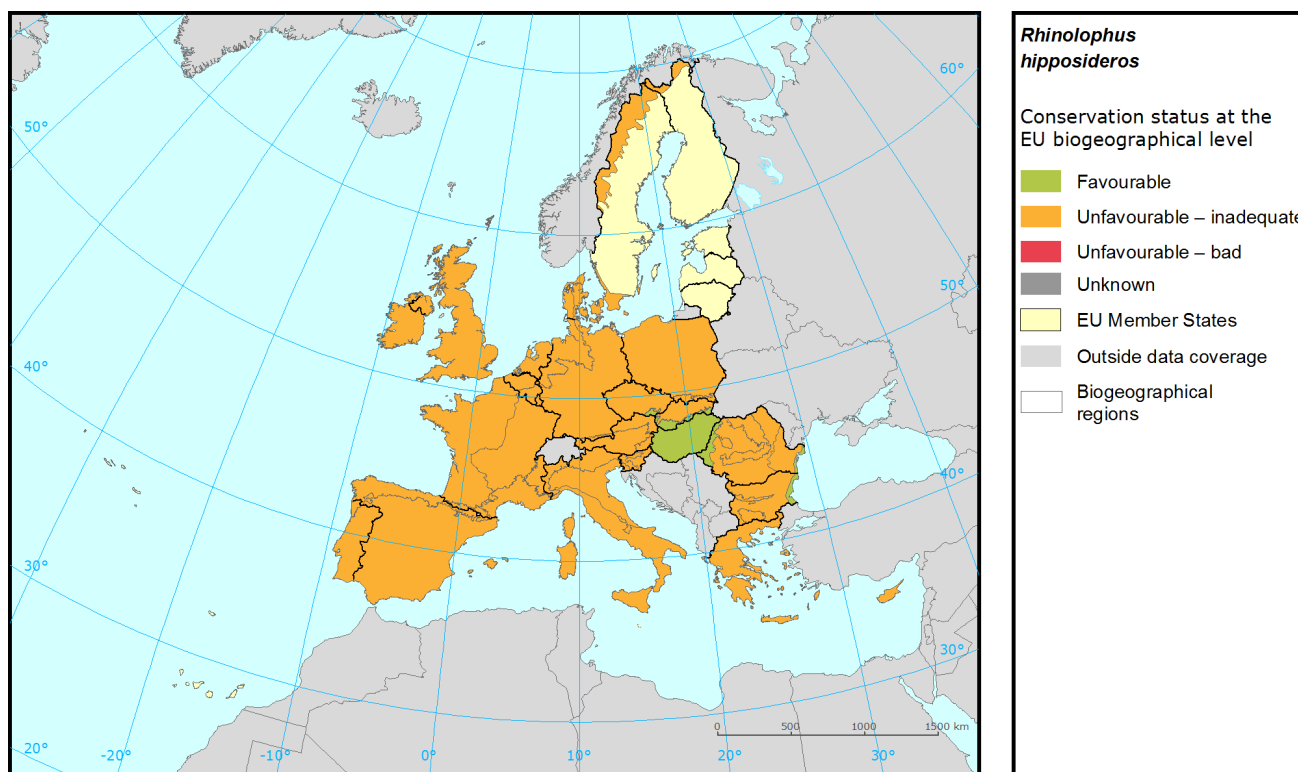 Rhinolophus
hipposideros
Conservation status at the
EU biogeographical level
Favourable
Unfavourable – inadequate
Unfavourable – bad
Unknown
EU Member States
Outside data coverage
Biogeographical
regions
60°
50°
50°
40°
40°
30°
30°
20°
-20°
-10°
0°
10°
20°
30°
0 500 1000 1500 km